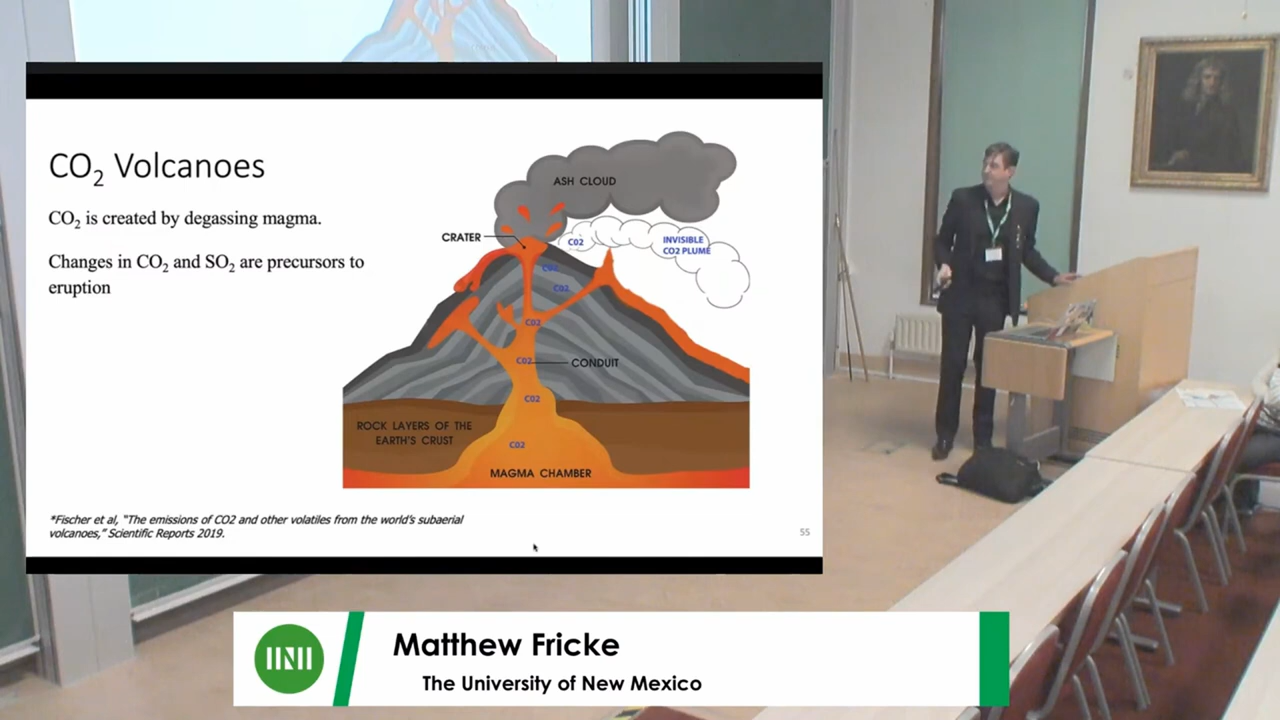 CO₂ Volcanoes
CO₂ is created by degassing magma.
Changes in CO₂ and SO₂ are precursors to
eruption
ASH CLOUD
CRATER
C02
INVISIBLE
CO2 PLUME
C02
C02
C02
C02
CONDUIT
C02
ROCK LAYERS OF THE
EARTH'S CRUST
C02
MAGMA CHAMBER
*Fischer et al, "The emissions of CO2 and other volatiles from the world's subaerial
volcanoes," Scientific Reports 2019.
55
Matthew Fricke
The University of New Mexico